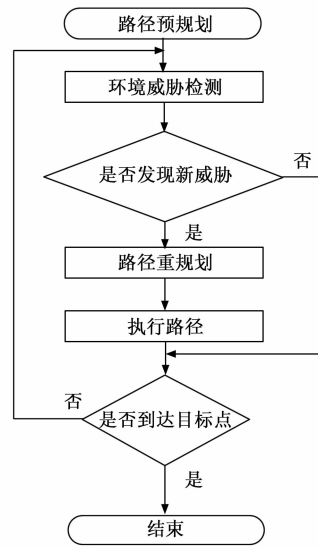 路径预规划
环境威胁检测
是否发现新威胁
否
是
路径重规划
执行路径
否
是否到达目标点
是
结束